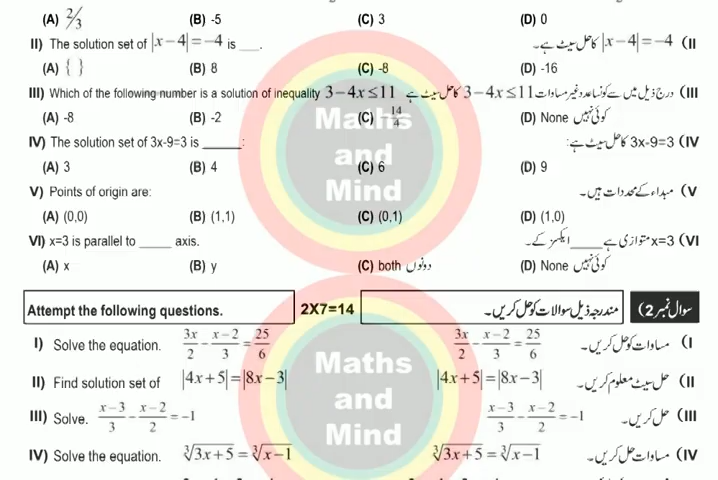 (A) 2/3 (B) -5 (C) 3 (D) 0
II) The solution set of |x−4|=−4 is ___. II) |x−4|=−4 کا حل سیٹ ہے۔
(A) { } (B) 8 (C) -8 (D) -16
III) Which of the following number is a solution of inequality 3−4x≤11 III) درج ذیل میں سے کونسا عدد غیر مساوات 3−4x≤11 کا حل سیٹ ہے
(A) -8 (B) -2 (C) −14/4 (D) None کوئی نہیں
IV) The solution set of 3x-9=3 is ______: IV) 3x-9=3 کا حل سیٹ ہے:
(A) 3 (B) 4 (C) 6 (D) 9
V) Points of origin are: V) مبداء کے محددات ہیں۔
(A) (0,0) (B) (1,1) (C) (0,1) (D) (1,0)
VI) x=3 is parallel to _____ axis. VI) x=3 متوازی ہے _____ ایکسز کے۔
(A) x (B) y (C) both دونوں (D) None کوئی نہیں
Attempt the following questions. 2X7=14 مندرجہ ذیل سوالات کو حل کریں۔ سوال نمبر 2)
I) Solve the equation. 3x/2 − x−2/3 = 25/6 I) مساوات کو حل کریں۔ 3x/2 − x−2/3 = 25/6
II) Find solution set of |4x+5|=|8x−3| II) حل سیٹ معلوم کریں۔ |4x+5|=|8x−3|
III) Solve. x−3/3 − x−2/2 = −1 III) حل کریں۔ x−3/3 − x−2/2 = −1
IV) Solve the equation. ∛3x+5 = ∛x−1 IV) مساوات حل کریں۔ ∛3x+5 = ∛x−1
Maths
and
Mind
Maths
and
Mind